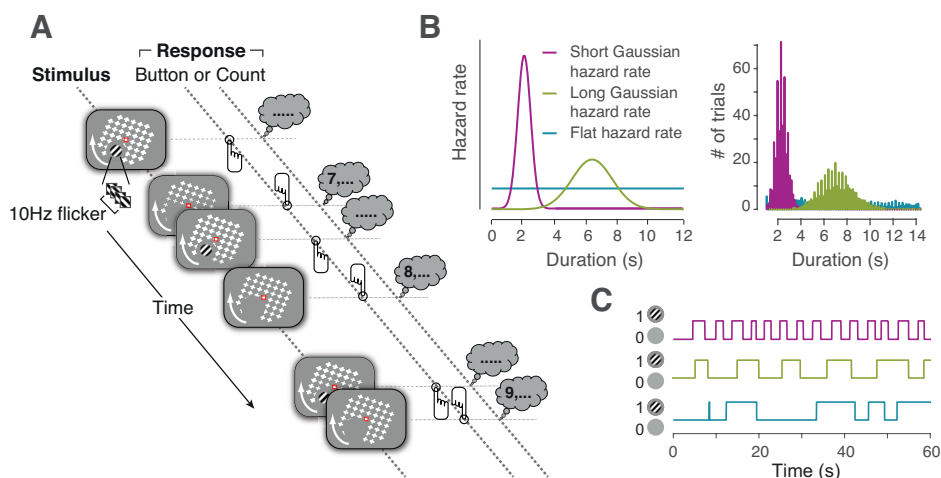 A
Response
Stimulus
Button or Count
.....
10Hz flicker
7,...
.....
8,...
Time
.....
9,...
B
Hazard rate
Short Gaussian
hazard rate
Long Gaussian
hazard rate
Flat hazard rate
0 2 4 6 8 10 12
Duration (s)
# of trials
60
40
20
0
2 4 6 8 10 12 14
Duration (s)
C
1
0
1
0
1
0
0 20 40 60
Time (s)